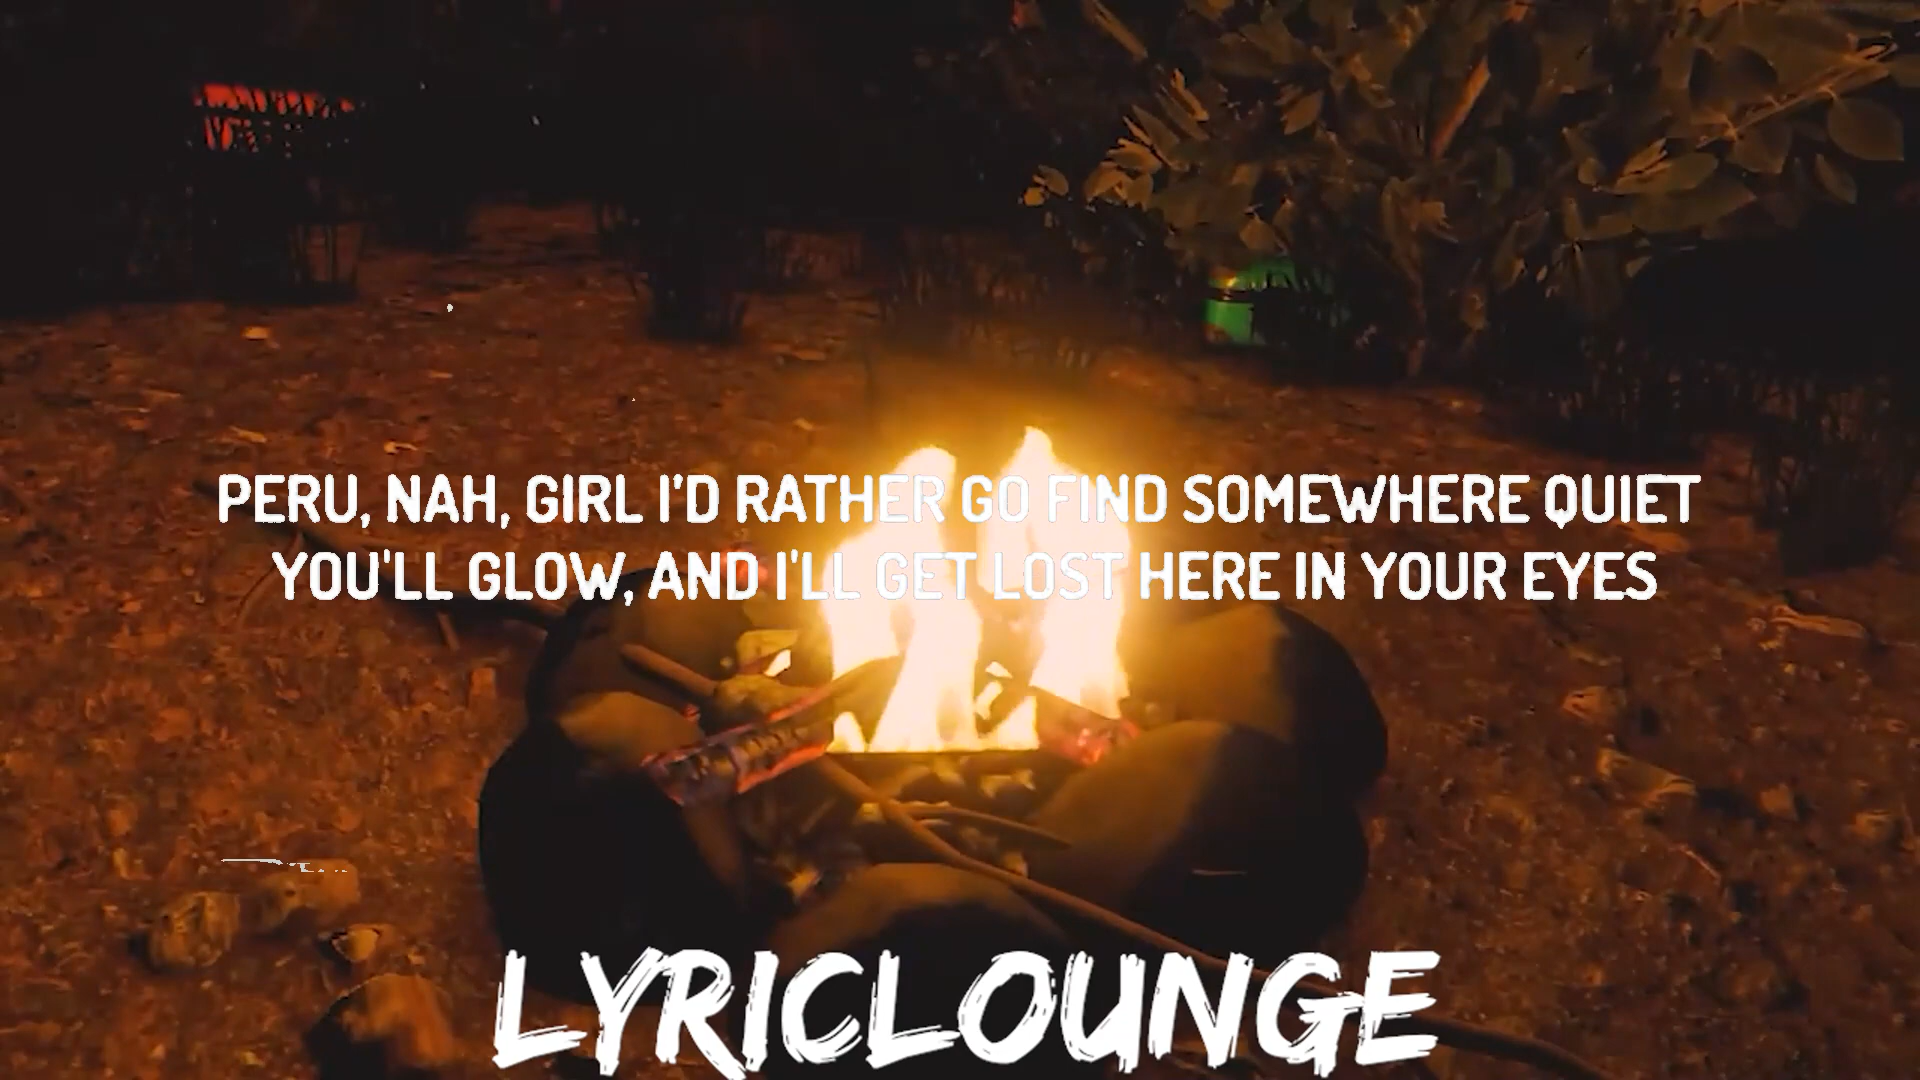 PERU, NAH, GIRL I'D RATHER GO FIND SOMEWHERE QUIET
YOU'LL GLOW, AND I'LL GET LOST HERE IN YOUR EYES
LYRICLOUNGE